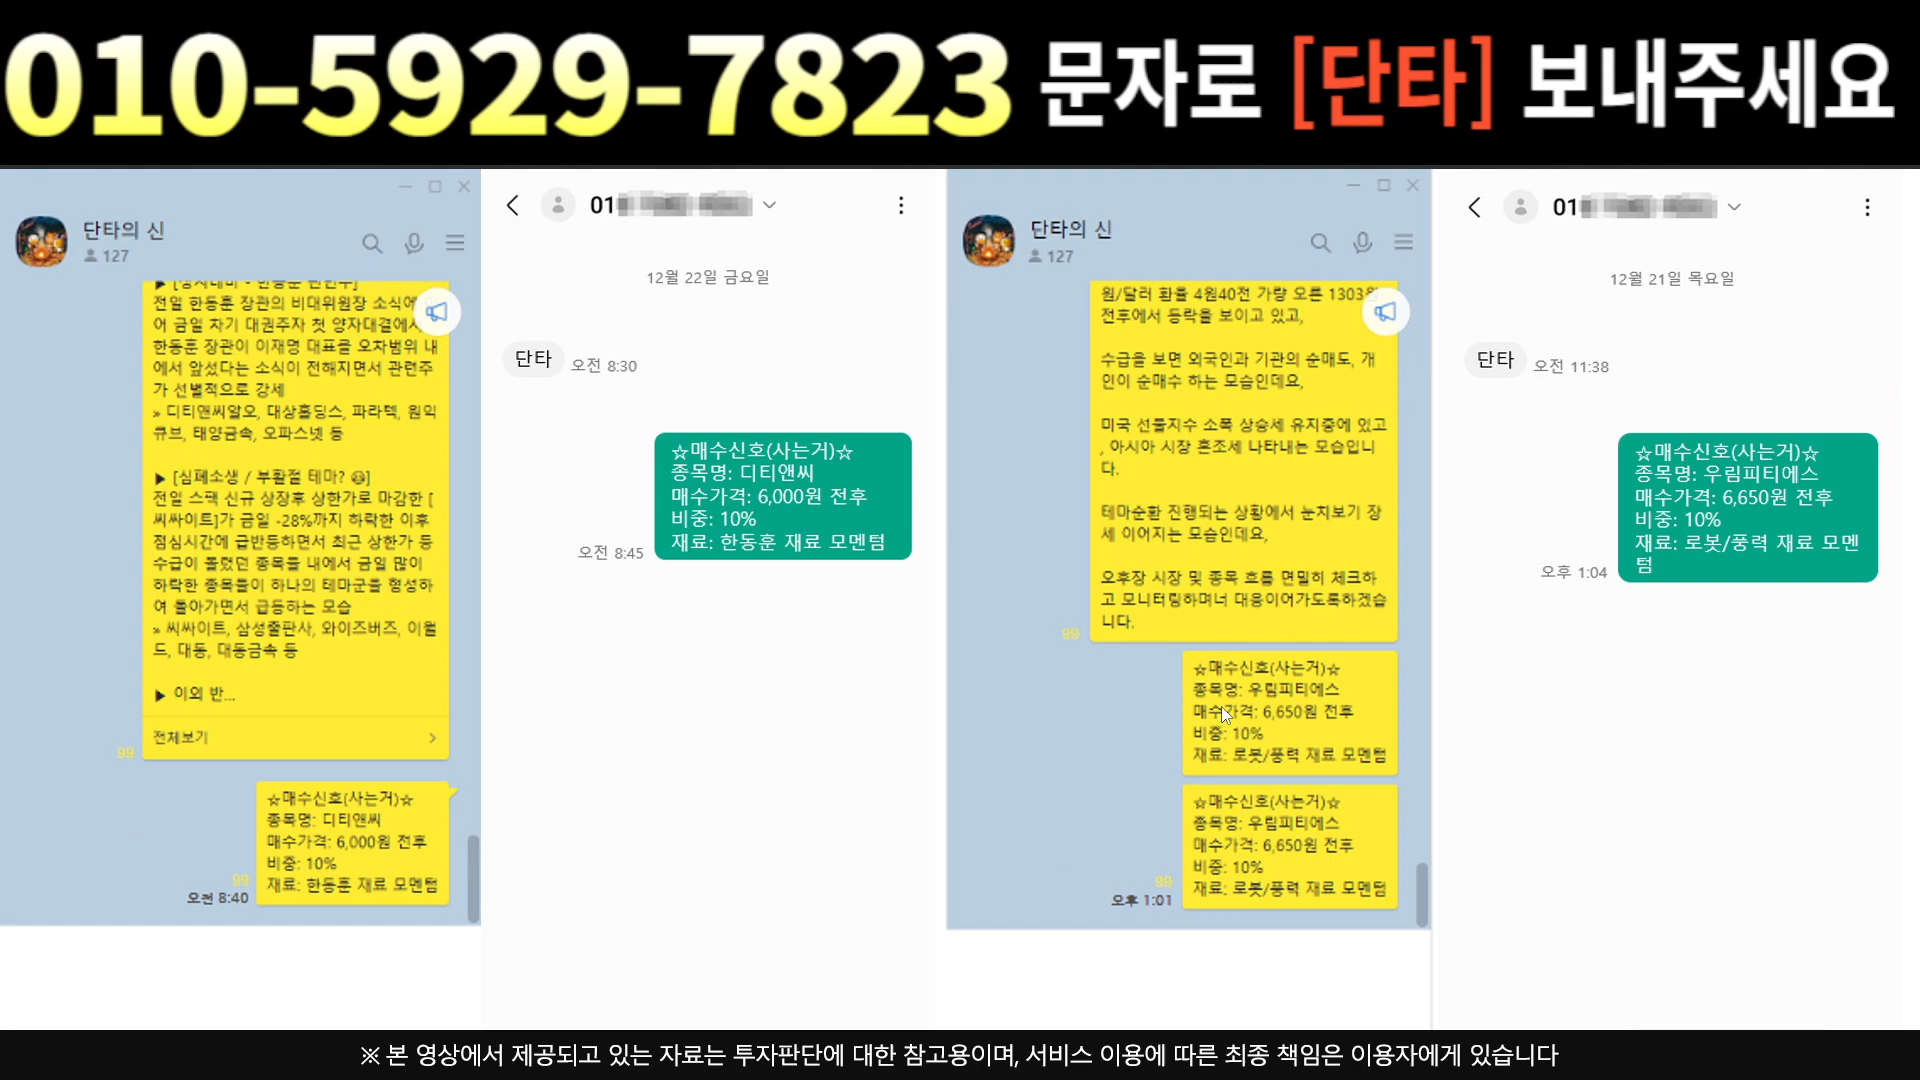 010-5929-7823 문자로 [단타] 보내주세요
단타의 신
127
전일 한동훈 장관의 비대위원장 소식에
어 금일 차기 대권주자 첫 양자대결에서
한동훈 장관이 이재명 대표를 오차범위 내
에서 앞섰다는 소식이 전해지면서 관련주
가 선별적으로 강세
» 디티앤씨알오, 대상홀딩스, 파라텍, 원익
큐브, 태양금속, 오파스넷 등
▶ [심폐소생 / 부활절 테마? 😃]
전일 스팩 신규 상장후 상한가로 마감한 [
씨싸이트]가 금일 -28%까지 하락한 이후
점심시간에 급반등하면서 최근 상한가 등
수급이 몰렸던 종목들 내에서 금일 많이
하락한 종목들이 하나의 테마군을 형성하
여 돌아가면서 급등하는 모습
» 씨싸이트, 삼성출판사, 와이즈버즈, 이월
드, 대동, 대동금속 등
▶ 이외 반...
전체보기
99
☆매수신호(사는거)☆
종목명: 디티앤씨
매수가격: 6,000원 전후
비중: 10%
재료: 한동훈 재료 모멘텀
99
오전 8:40
01
12월 22일 금요일
단타
오전 8:30
☆매수신호(사는거)☆
종목명: 디티앤씨
매수가격: 6,000원 전후
비중: 10%
재료: 한동훈 재료 모멘텀
오전 8:45
단타의 신
127
원/달러 환율 4원40전 가량 오른 1303원
전후에서 등락을 보이고 있고,
수급을 보면 외국인과 기관의 순매도, 개
인이 순매수 하는 모습인데요,
미국 선물지수 소폭 상승세 유지중에 있고
, 아시아 시장 혼조세 나타내는 모습입니
다.
테마순환 진행되는 상황에서 눈치보기 장
세 이어지는 모습인데요,
오후장 시장 및 종목 흐름 면밀히 체크하
고 모니터링하며너 대응이어가도록하겠습
니다.
99
☆매수신호(사는거)☆
종목명: 우림피티에스
매수가격: 6,650원 전후
비중: 10%
재료: 로봇/풍력 재료 모멘텀
☆매수신호(사는거)☆
종목명: 우림피티에스
매수가격: 6,650원 전후
비중: 10%
재료: 로봇/풍력 재료 모멘텀
99
오후 1:01
01
12월 21일 목요일
단타
오전 11:38
☆매수신호(사는거)☆
종목명: 우림피티에스
매수가격: 6,650원 전후
비중: 10%
재료: 로봇/풍력 재료 모멘
텀
오후 1:04
※ 본 영상에서 제공되고 있는 자료는 투자판단에 대한 참고용이며, 서비스 이용에 따른 최종 책임은 이용자에게 있습니다